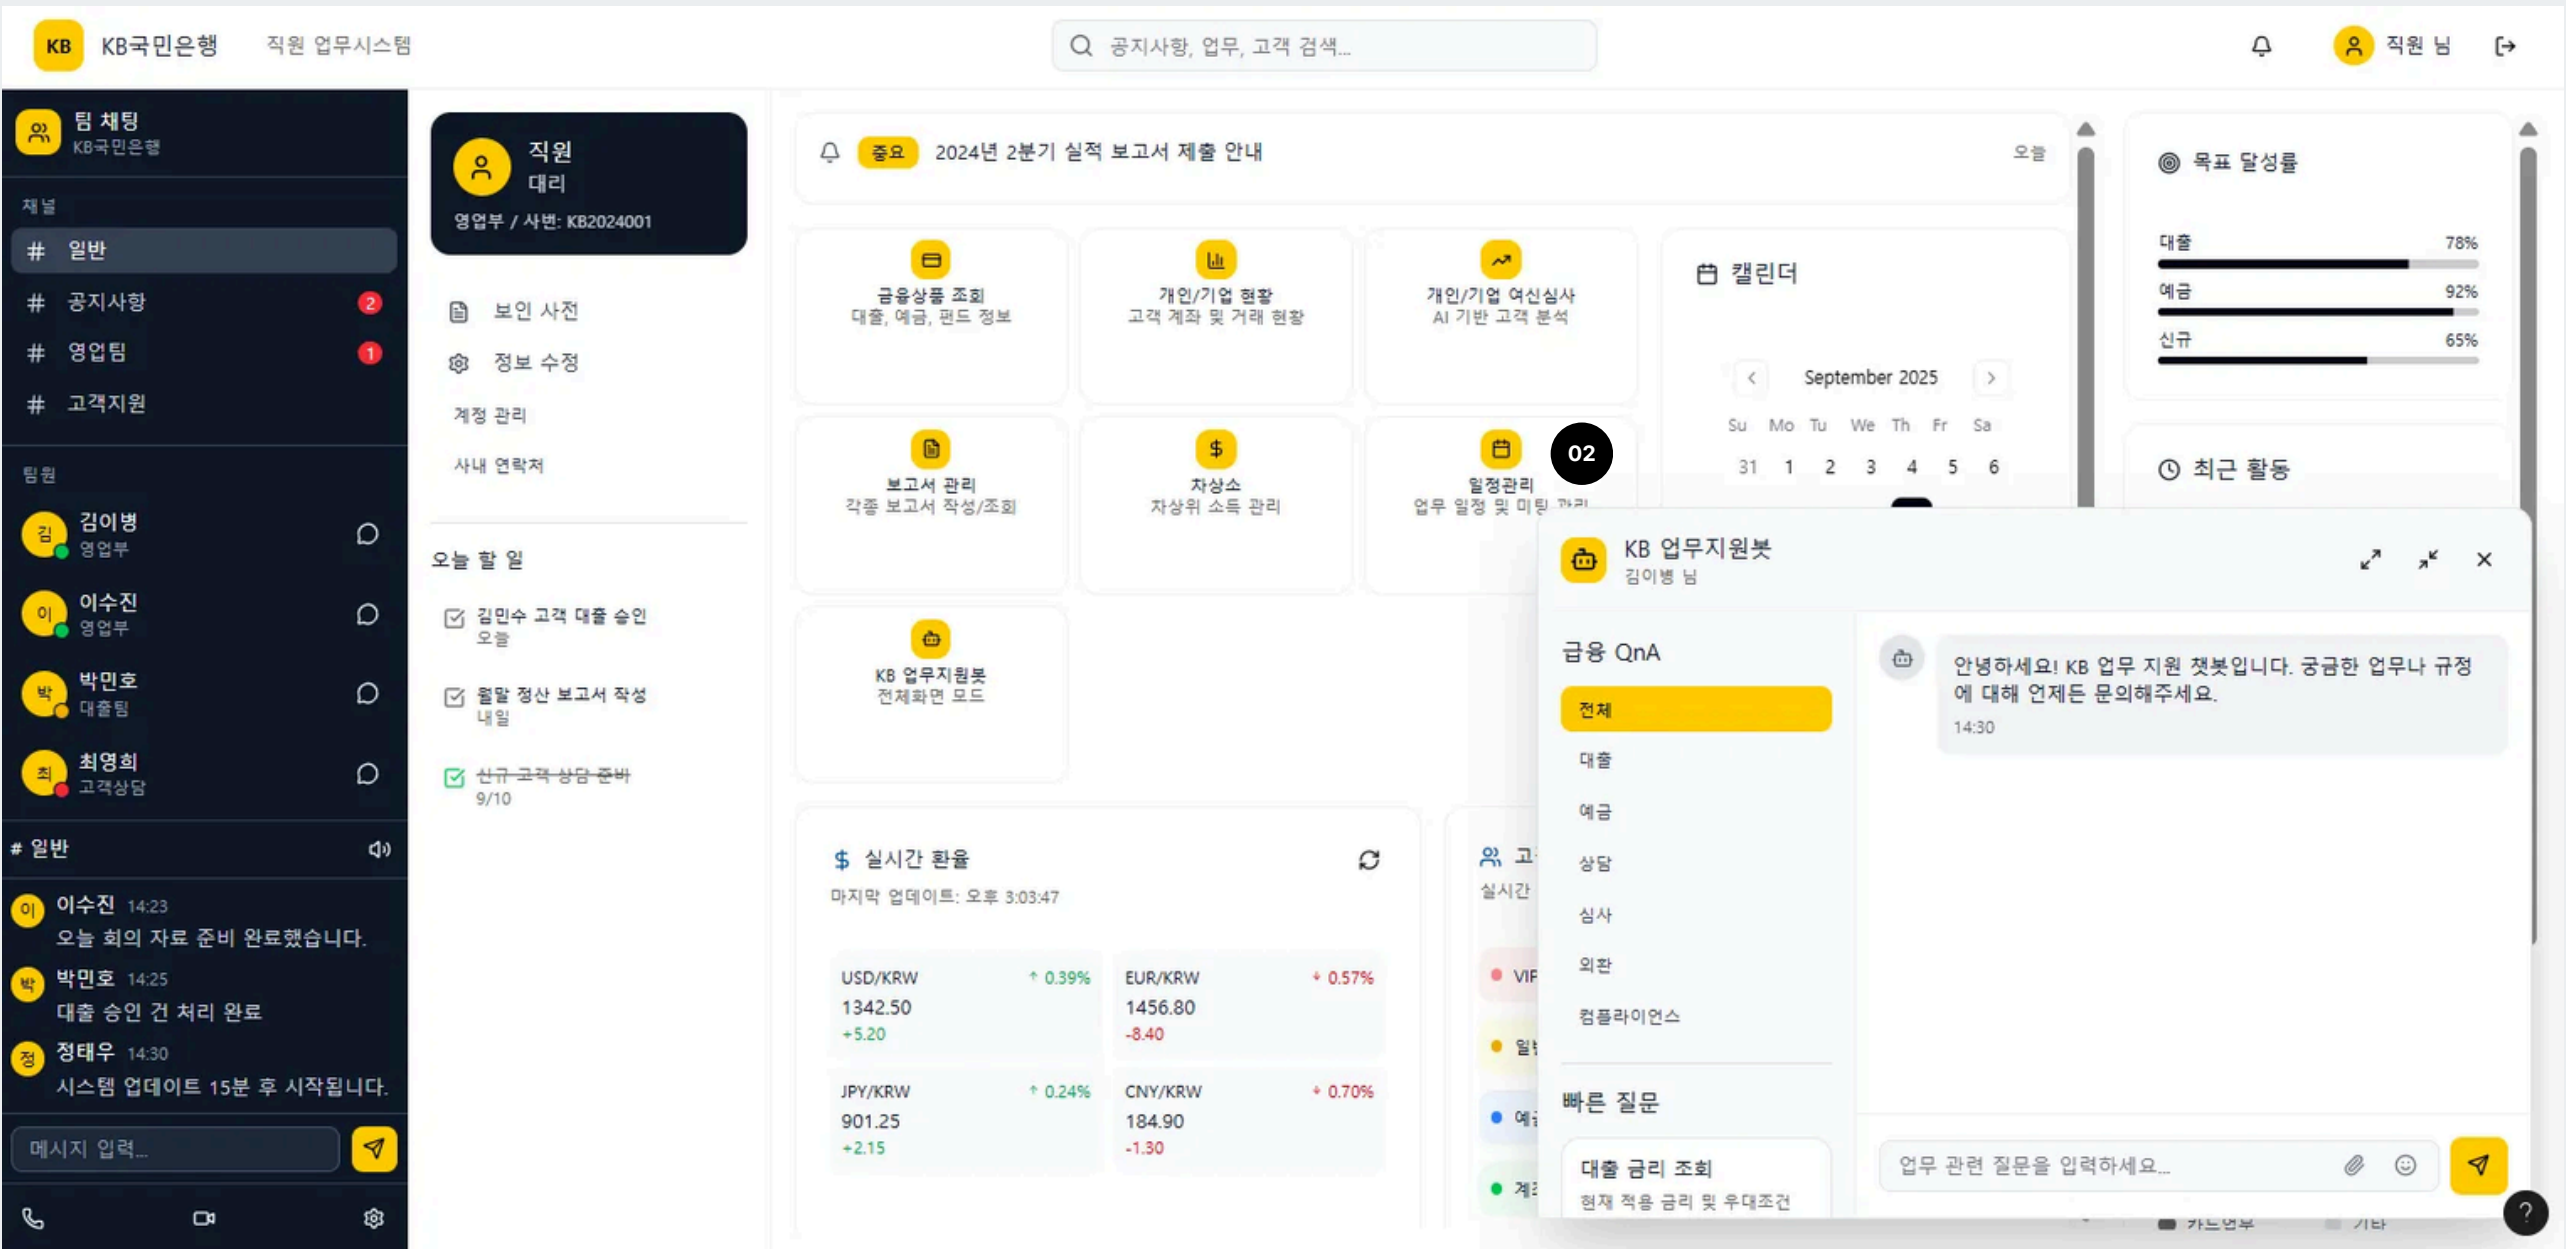 KB KB국민은행 직원 업무시스템
공지사항, 업무, 고객 검색...
직원 님
팀 채팅
KB국민은행
채널
# 일반
# 공지사항 2
# 영업팀 1
# 고객지원
팀원
김 김이병
영업부
이 이수진
영업부
박 박민호
대출팀
최 최영희
고객상담
# 일반
이 이수진 14:23
오늘 회의 자료 준비 완료했습니다.
박 박민호 14:25
대출 승인 건 처리 완료
정 정태우 14:30
시스템 업데이트 15분 후 시작됩니다.
메시지 입력...
직원
대리
영업부 / 사번: KB2024001
보인 사전
정보 수정
계정 관리
사내 연락처
오늘 할 일
김민수 고객 대출 승인
오늘
월말 정산 보고서 작성
내일
신규 고객 상담 준비
9/10
중요 2024년 2분기 실적 보고서 제출 안내 오늘
금융상품 조회
대출, 예금, 펀드 정보
개인/기업 현황
고객 계좌 및 거래 현황
개인/기업 여신심사
AI 기반 고객 분석
보고서 관리
각종 보고서 작성/조회
차상소
차상위 소득 관리
일정관리
업무 일정 및 미팅 관리
02
KB 업무지원봇
전체화면 모드
캘린더
September 2025
Su Mo Tu We Th Fr Sa
31 1 2 3 4 5 6
목표 달성률
대출 78%
예금 92%
신규 65%
최근 활동
$ 실시간 환율
마지막 업데이트: 오후 3:03:47
USD/KRW ↑ 0.39%
1342.50
+5.20
EUR/KRW ↓ 0.57%
1456.80
-8.40
JPY/KRW ↑ 0.24%
901.25
+2.15
CNY/KRW ↓ 0.70%
184.90
-1.30
고
실시간
VIP
KB 업무지원봇
김이병 님
금융 QnA
전체
대출
예금
상담
심사
외환
컴플라이언스
빠른 질문
대출 금리 조회
현재 적용 금리 및 우대조건
안녕하세요! KB 업무 지원 챗봇입니다. 궁금한 업무나 규정
에 대해 언제든 문의해주세요.
14:30
업무 관련 질문을 입력하세요...
?
카드업무 기타